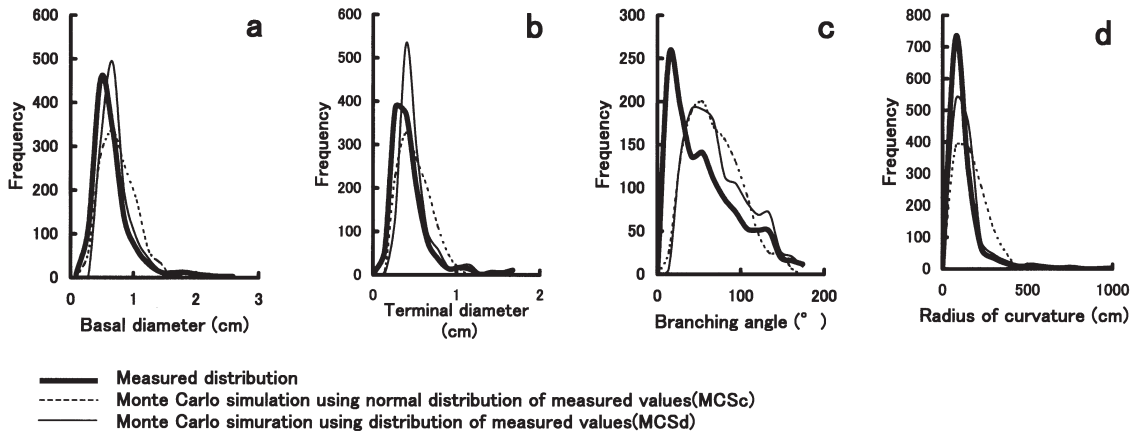 a
600
500
400
300
200
100
0
Frequency
0 1 2 3
Basal diameter (cm)
b
600
500
400
300
200
100
0
Frequency
0 1 2
Terminal diameter
(cm)
c
300
250
200
150
100
50
0
Frequency
0 100 200
Branching angle (° )
d
800
700
600
500
400
300
200
100
0
Frequency
0 500 1000
Radius of curvature (cm)
Measured distribution
Monte Carlo simulation using normal distribution of measured values(MCSc)
Monte Carlo simuration using distribution of measured values(MCSd)